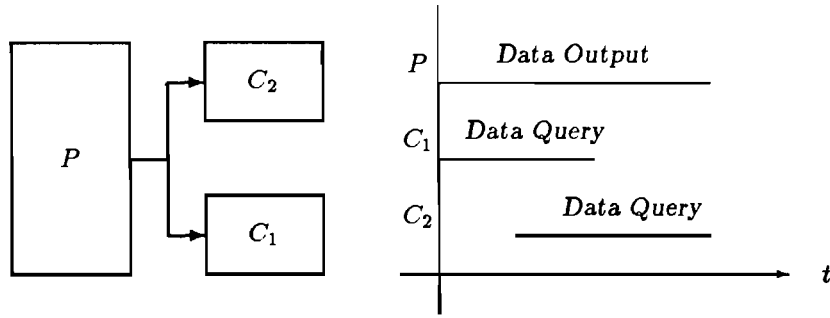 P
C₂
C₁
P
Data Output
C₁
Data Query
C₂
Data Query
t